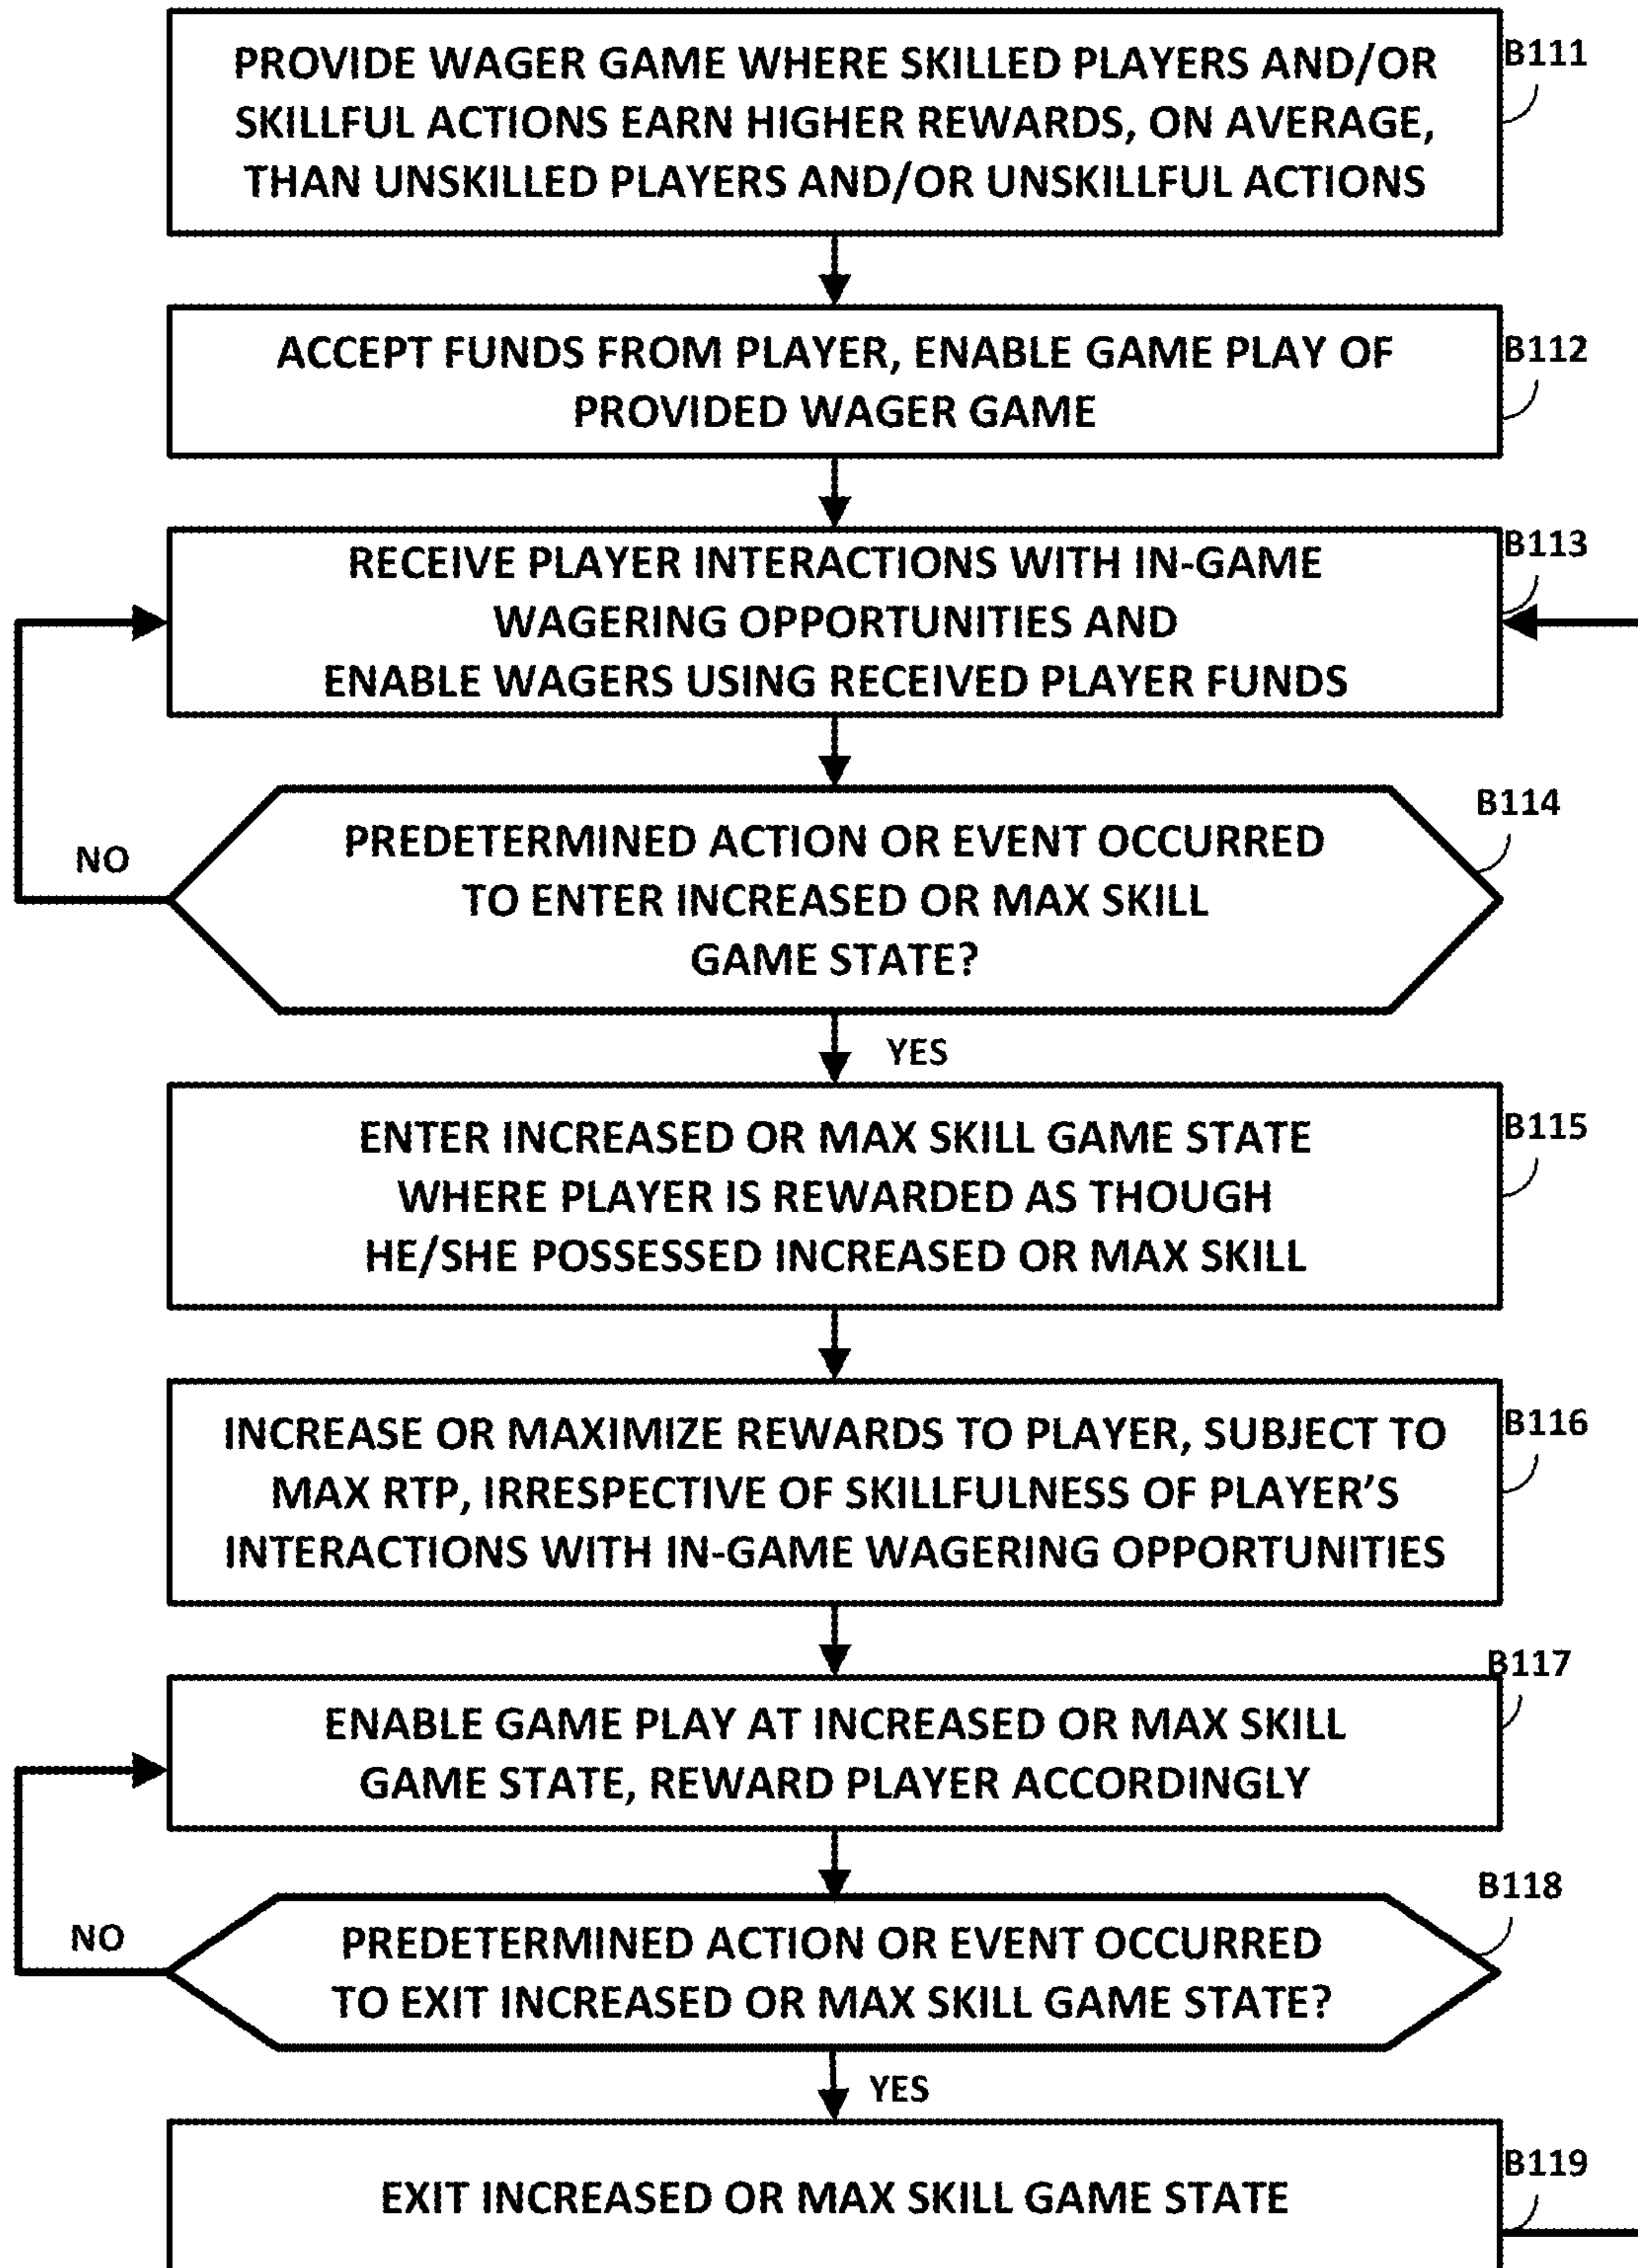 PROVIDE WAGER GAME WHERE SKILLED PLAYERS AND/OR
SKILLFUL ACTIONS EARN HIGHER REWARDS, ON AVERAGE,
THAN UNSKILLED PLAYERS AND/OR UNSKILLFUL ACTIONS
B111
ACCEPT FUNDS FROM PLAYER, ENABLE GAME PLAY OF
PROVIDED WAGER GAME
B112
RECEIVE PLAYER INTERACTIONS WITH IN-GAME
WAGERING OPPORTUNITIES AND
ENABLE WAGERS USING RECEIVED PLAYER FUNDS
B113
PREDETERMINED ACTION OR EVENT OCCURRED
TO ENTER INCREASED OR MAX SKILL
GAME STATE?
B114
NO
YES
ENTER INCREASED OR MAX SKILL GAME STATE
WHERE PLAYER IS REWARDED AS THOUGH
HE/SHE POSSESSED INCREASED OR MAX SKILL
B115
INCREASE OR MAXIMIZE REWARDS TO PLAYER, SUBJECT TO
MAX RTP, IRRESPECTIVE OF SKILLFULNESS OF PLAYER'S
INTERACTIONS WITH IN-GAME WAGERING OPPORTUNITIES
B116
ENABLE GAME PLAY AT INCREASED OR MAX SKILL
GAME STATE, REWARD PLAYER ACCORDINGLY
B117
PREDETERMINED ACTION OR EVENT OCCURRED
TO EXIT INCREASED OR MAX SKILL GAME STATE?
B118
NO
YES
EXIT INCREASED OR MAX SKILL GAME STATE
B119